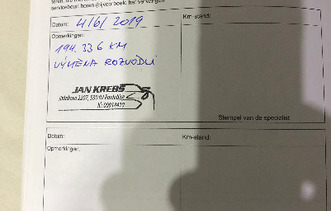 Datum: 4/6/2019
Km-stand:
Opmerkingen:
194.336 KM
VÝMĚNA ROZVODŮ
JAN KREBS
Stempel van de specialist
Datum:
Km-stand:
Opmerkingen: